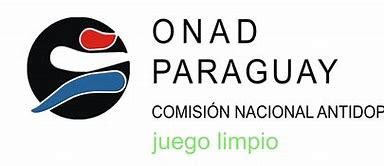 ONAD
PARAGUAY
COMISIÓN NACIONAL ANTIDOP
juego limpio